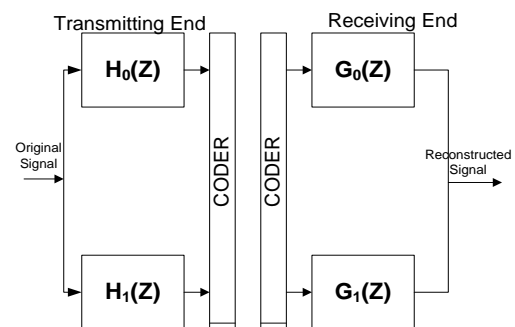 Transmitting End
Receiving End
H₀(Z)
G₀(Z)
Original
Signal
CODER
CODER
Reconstructed
Signal
H₁(Z)
G₁(Z)